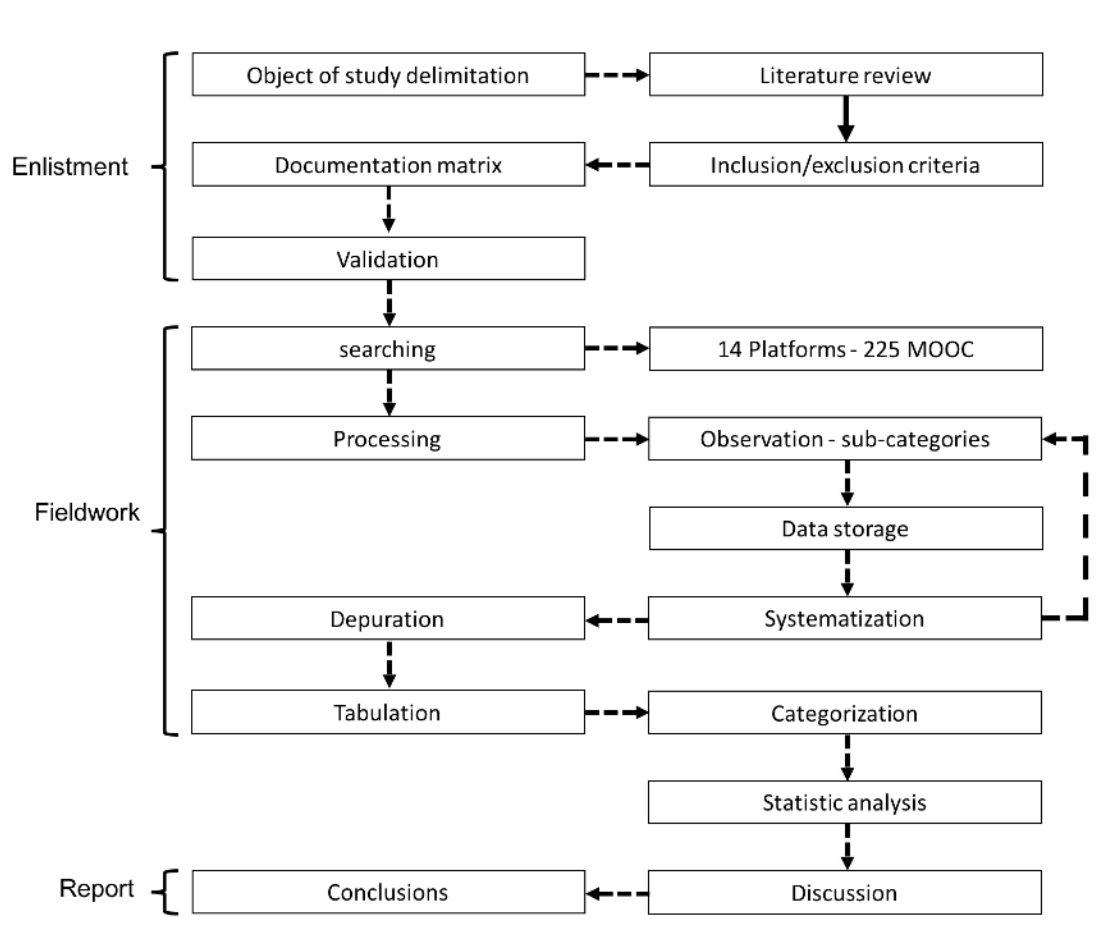 Object of study delimitation
Literature review
Enlistment
Documentation matrix
Inclusion/exclusion criteria
Validation
searching
14 Platforms - 225 MOOC
Processing
Observation - sub-categories
Fieldwork
Data storage
Depuration
Systematization
Tabulation
Categorization
Statistic analysis
Report
Conclusions
Discussion